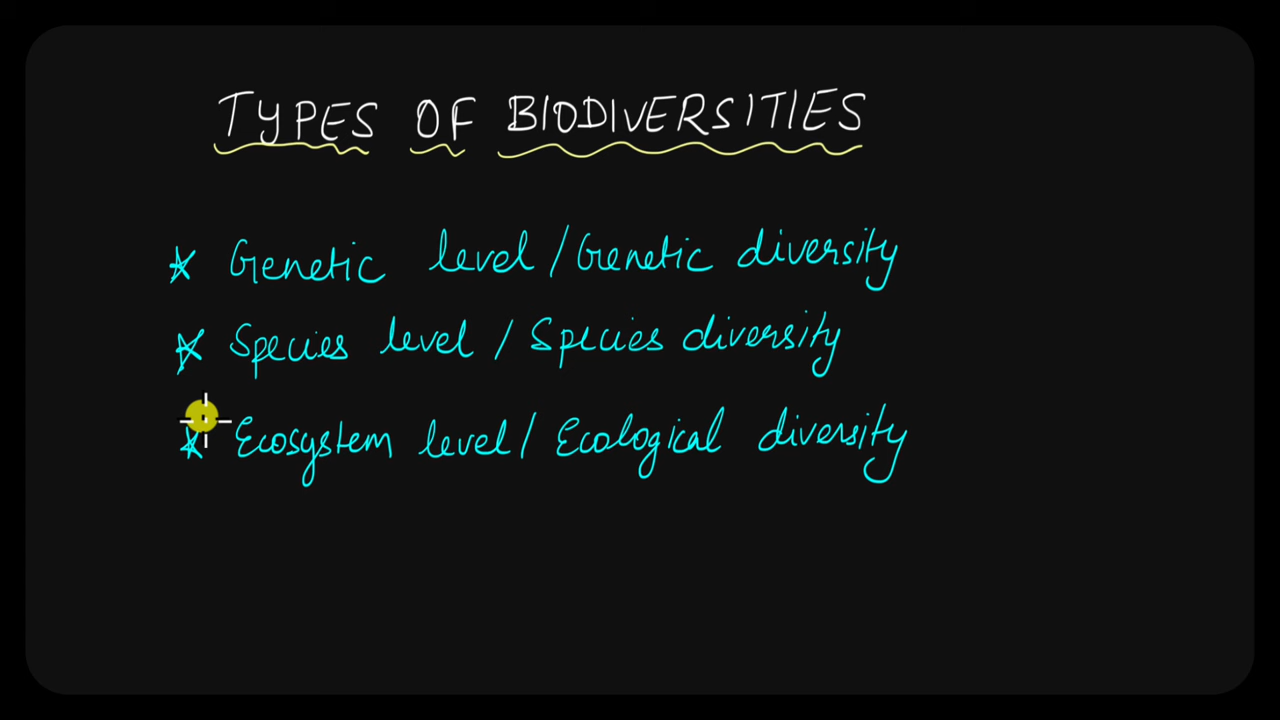 TYPES OF BIODIVERSITIES
* Genetic level / Genetic diversity
* Species level / Species diversity
* Ecosystem level / Ecological diversity